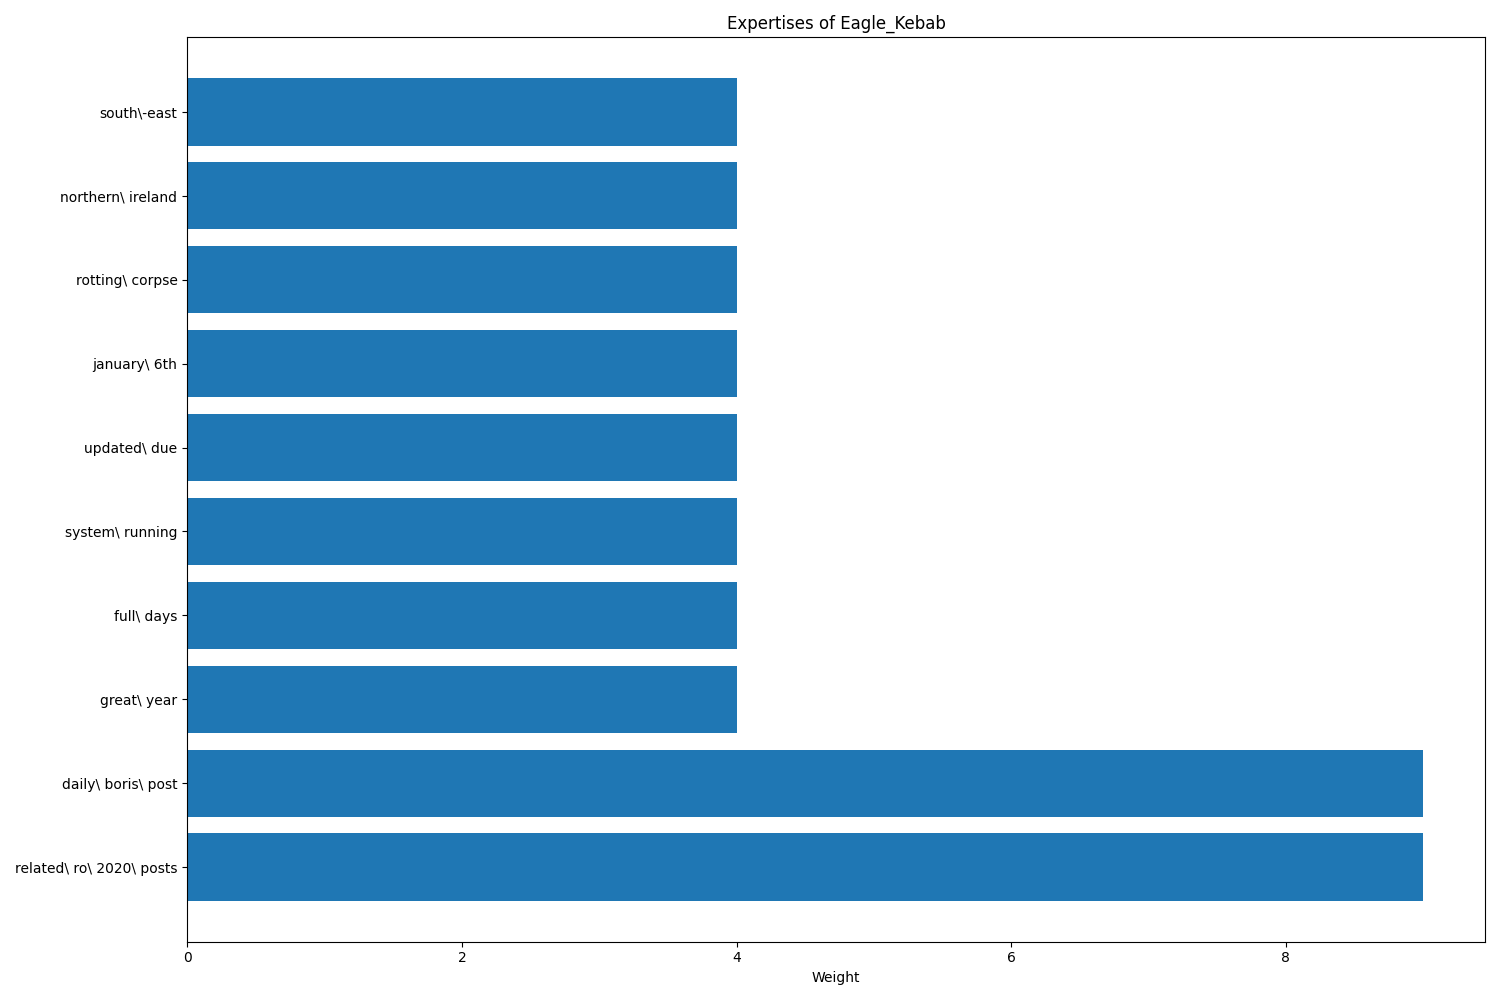 Expertises of Eagle_Kebab
south\-east
northern\ ireland
rotting\ corpse
january\ 6th
updated\ due
system\ running
full\ days
great\ year
daily\ boris\ post
related\ ro\ 2020\ posts
0 2 4 6 8
Weight